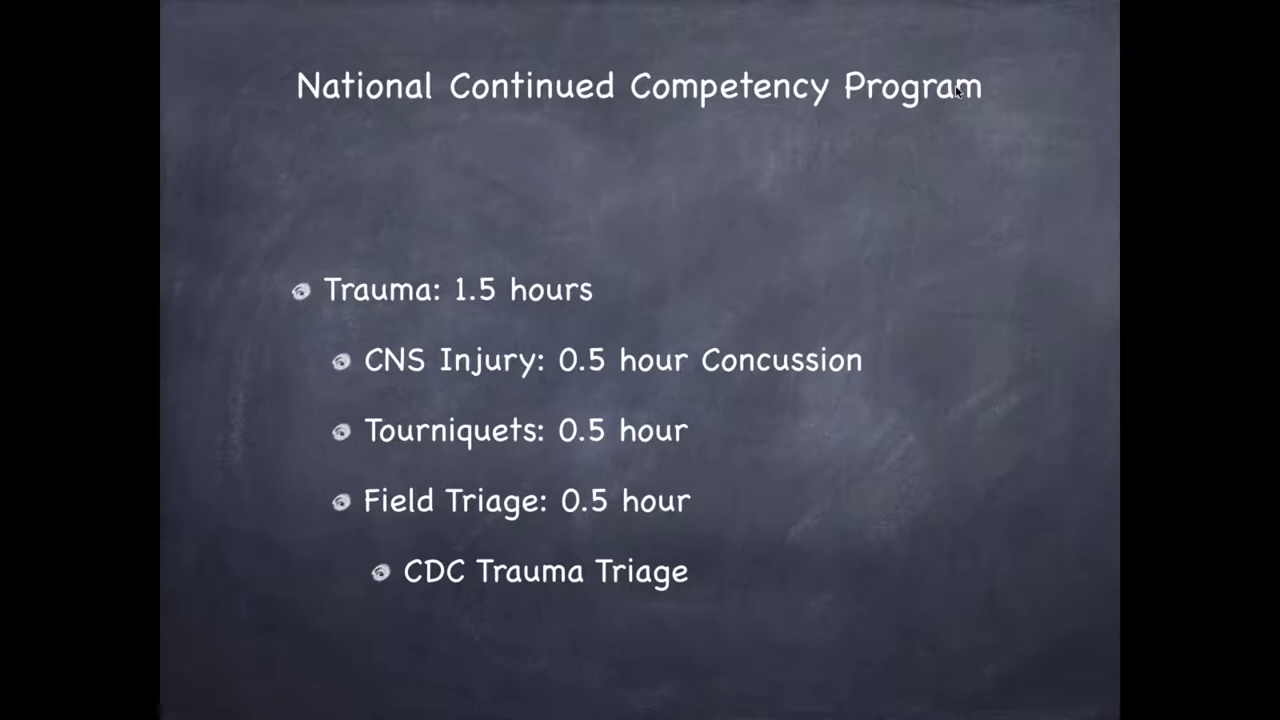 National Continued Competency Program
Trauma: 1.5 hours
CNS Injury: 0.5 hour Concussion
Tourniquets: 0.5 hour
Field Triage: 0.5 hour
CDC Trauma Triage